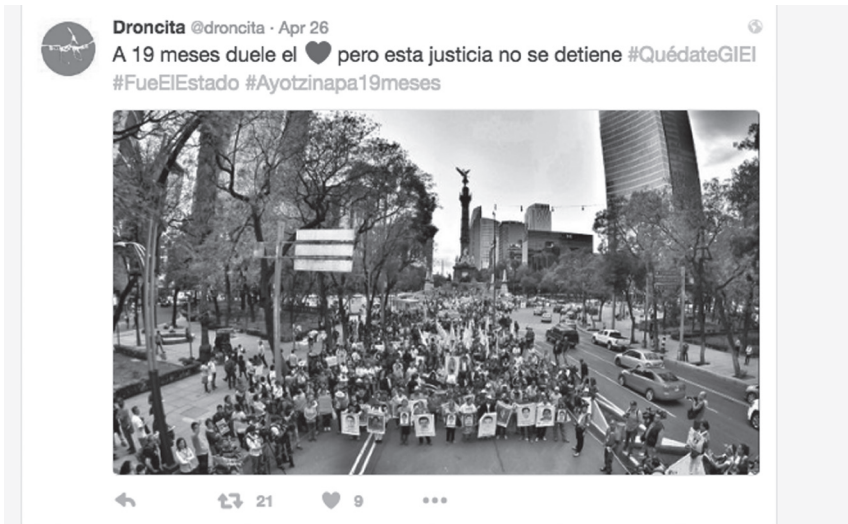 Droncita @droncita · Apr 26
A 19 meses duele el ♥ pero esta justicia no se detiene #QuédateGIEI
#FueElEstado #Ayotzinapa19meses
21 9